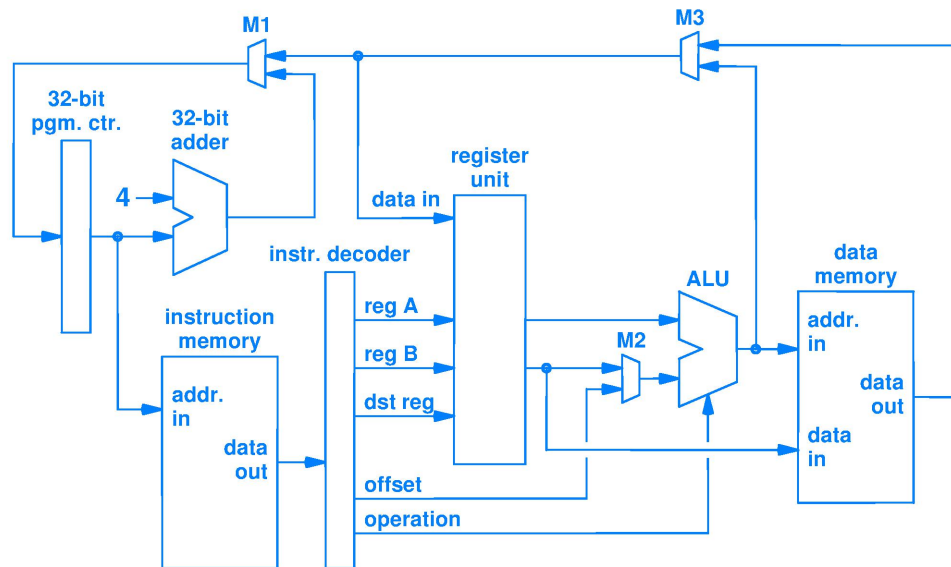 M1
M3
32-bit
pgm. ctr.
32-bit
adder
4
register
unit
data in
instr. decoder
reg A
reg B
dst reg
offset
operation
instruction
memory
addr.
in
data
out
M2
ALU
data
memory
addr.
in
data
out
data
in